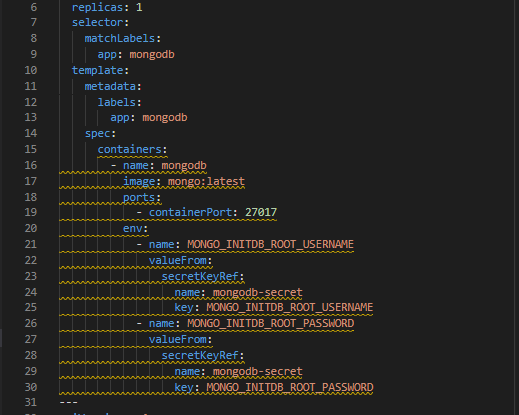 6 replicas: 1
7 selector:
8 matchLabels:
9 app: mongodb
10 template:
11 metadata:
12 labels:
13 app: mongodb
14 spec:
15 containers:
16 - name: mongodb
17 image: mongo:latest
18 ports:
19 - containerPort: 27017
20 env:
21 - name: MONGO_INITDB_ROOT_USERNAME
22 valueFrom:
23 secretKeyRef:
24 name: mongodb-secret
25 key: MONGO_INITDB_ROOT_USERNAME
26 - name: MONGO_INITDB_ROOT_PASSWORD
27 valueFrom:
28 secretKeyRef:
29 name: mongodb-secret
30 key: MONGO_INITDB_ROOT_PASSWORD
31 ---